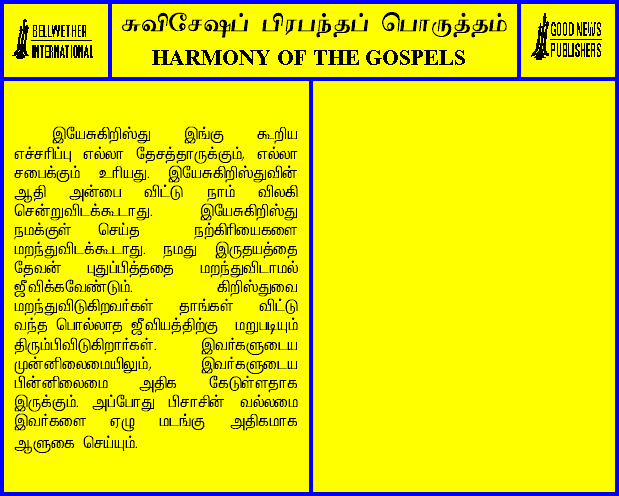 BELLWETHER
INTERNATIONAL
சுவிசேஷப் பிரபந்தப் பொருத்தம்
HARMONY OF THE GOSPELS
GOOD NEWS
PUBLISHERS
இயேசுகிறிஸ்து இங்கு கூறிய
எச்சரிப்பு எல்லா தேசத்தாருக்கும், எல்லா
சபைக்கும் உரியது. இயேசுகிறிஸ்துவின்
ஆதி அன்பை விட்டு நாம் விலகி
சென்றுவிடக்கூடாது. இயேசுகிறிஸ்து
நமக்குள் செய்த நற்கிரியைகளை
மறந்துவிடக்கூடாது. நமது இருதயத்தை
தேவன் புதுப்பித்ததை மறந்துவிடாமல்
ஜீவிக்கவேண்டும். கிறிஸ்துவை
மறந்துவிடுகிறவர்கள் தாங்கள் விட்டு
வந்த பொல்லாத ஜீவியத்திற்கு மறுபடியும்
திரும்பிவிடுகிறார்கள். இவர்களுடைய
முன்னிலைமையிலும், இவர்களுடைய
பின்னிலைமை அதிக கேடுள்ளதாக
இருக்கும். அப்போது பிசாசின் வல்லமை
இவர்களை ஏழு மடங்கு அதிகமாக
ஆளுகை செய்யும்.